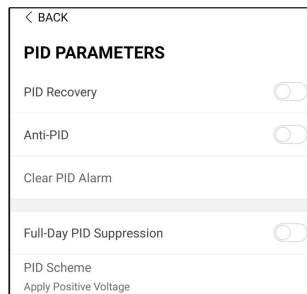 < BACK
PID PARAMETERS
PID Recovery
Anti-PID
Clear PID Alarm
Full-Day PID Suppression
PID Scheme
Apply Positive Voltage